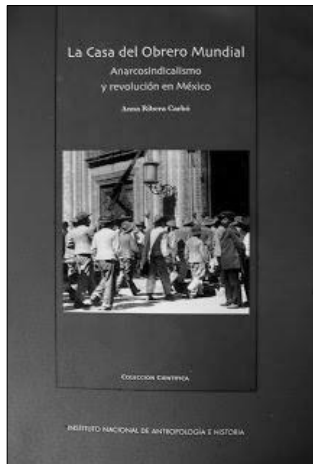 La Casa del Obrero Mundial
Anarcosindicalismo
y revolución en México
Anna Ribera Carbó
COLECCIÓN CIENTÍFICA
INSTITUTO NACIONAL DE ANTROPOLOGÍA E HISTORIA